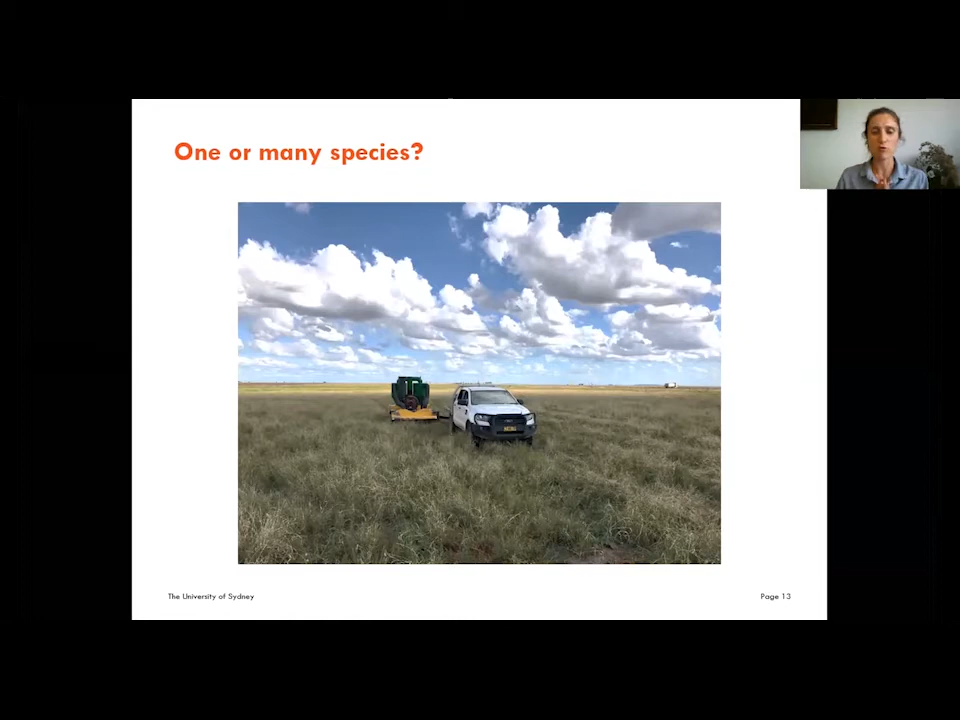 One or many species?
The University of Sydney
Page 13